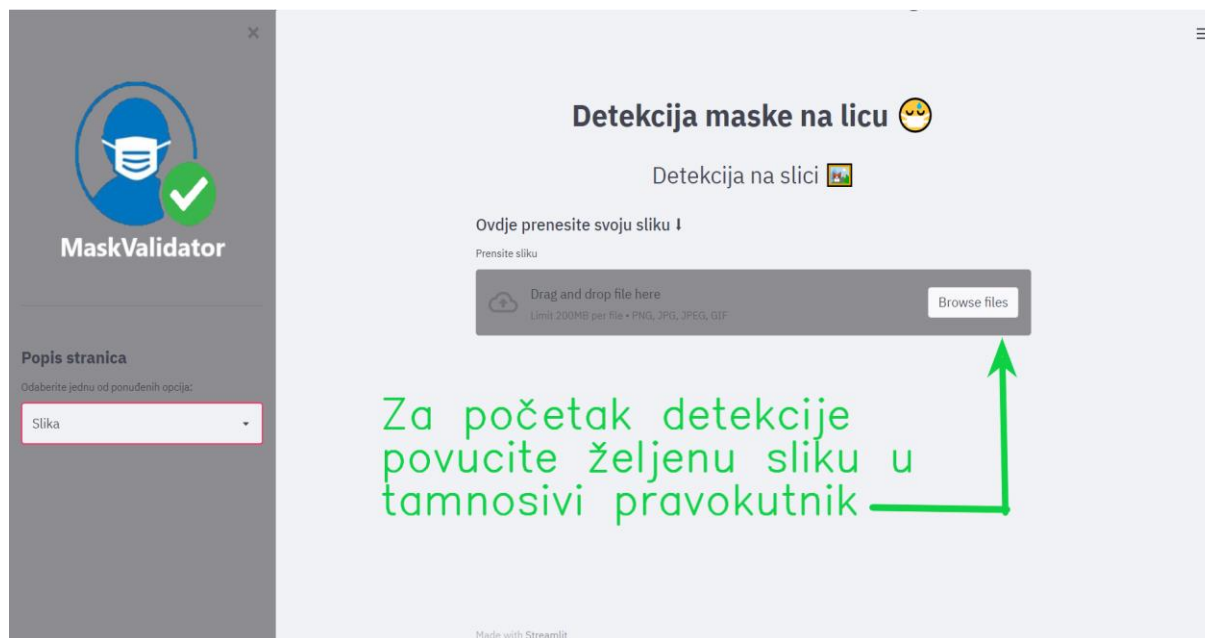 ×
MaskValidator
Popis stranica
Odaberite jednu od ponuđenih opcija:
Slika
Detekcija maske na licu
Detekcija na slici
Ovdje prenesite svoju sliku
Prensite sliku
Drag and drop file here
Limit 200MB per file • PNG, JPG, JPEG, GIF
Browse files
Za početak detekcije
povucite željenu sliku u
tamnosivi pravokutnik
Made with Streamlit